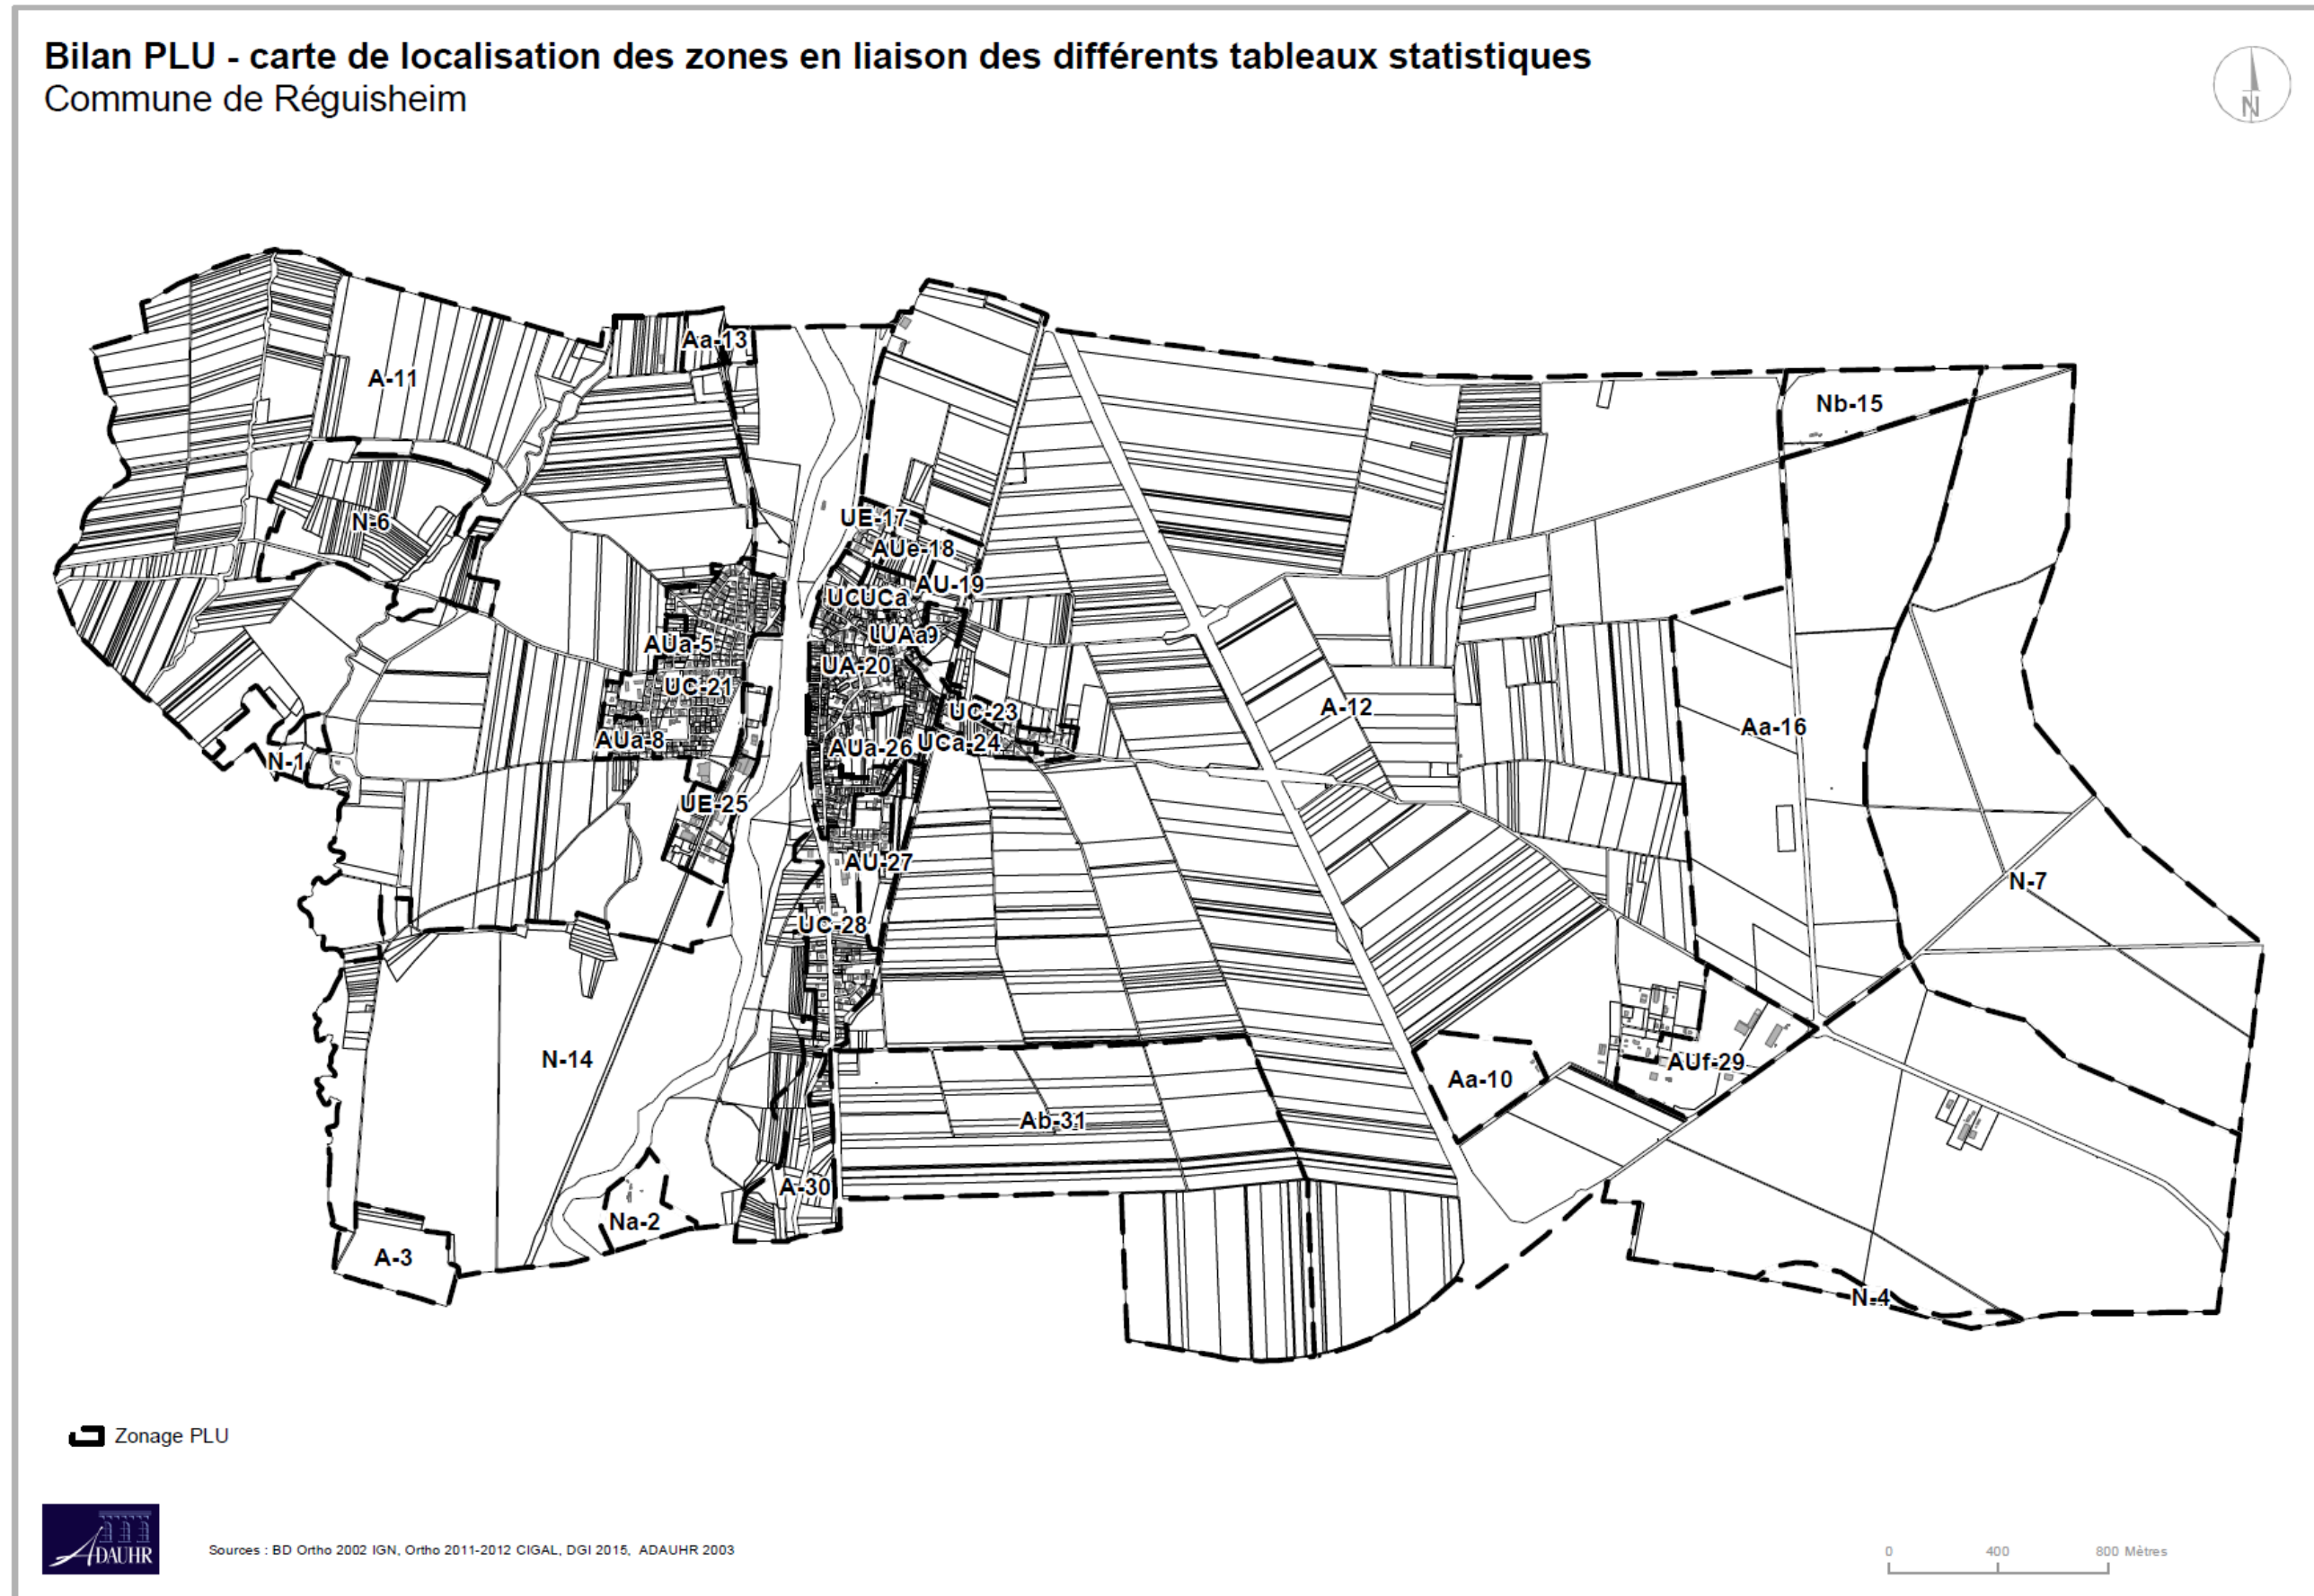 Bilan PLU - carte de localisation des zones en liaison des différents tableaux statistiques
Commune de Réguisheim
N
Aa-13
A-11
Nb-15
N-6
UE-17
AUe-18
AU-19
UCUCa
AUa-5
UAa9
UA-20
UC-21
UC-23
A-12
Aa-16
AUa-8
AUa-26
UCa-24
N-1
UE-25
AU-27
N-7
UC-28
N-14
AUf-29
Aa-10
Ab-31
A-30
Na-2
A-3
N-4
Zonage PLU
ADAUHR
Sources : BD Ortho 2002 IGN, Ortho 2011-2012 CIGAL, DGI 2015, ADAUHR 2003
0 400 800 Mètres